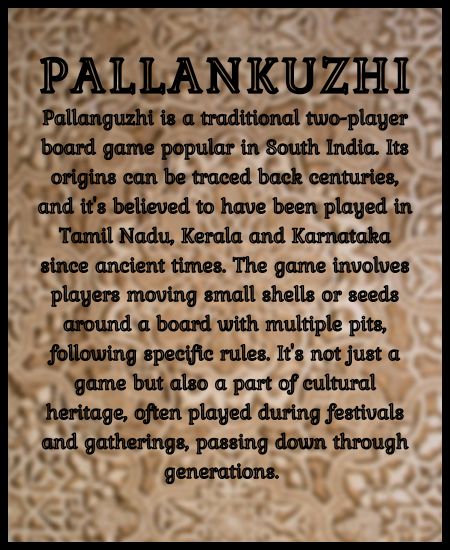 PALLANKUZHI
Pallanguzhi is a traditional two-player
board game popular in South India. Its
origins can be traced back centuries,
and it's believed to have been played in
Tamil Nadu, Kerala and Karnataka
since ancient times. The game involves
players moving small shells or seeds
around a board with multiple pits,
following specific rules. It's not just a
game but also a part of cultural
heritage, often played during festivals
and gatherings, passing down through
generations.